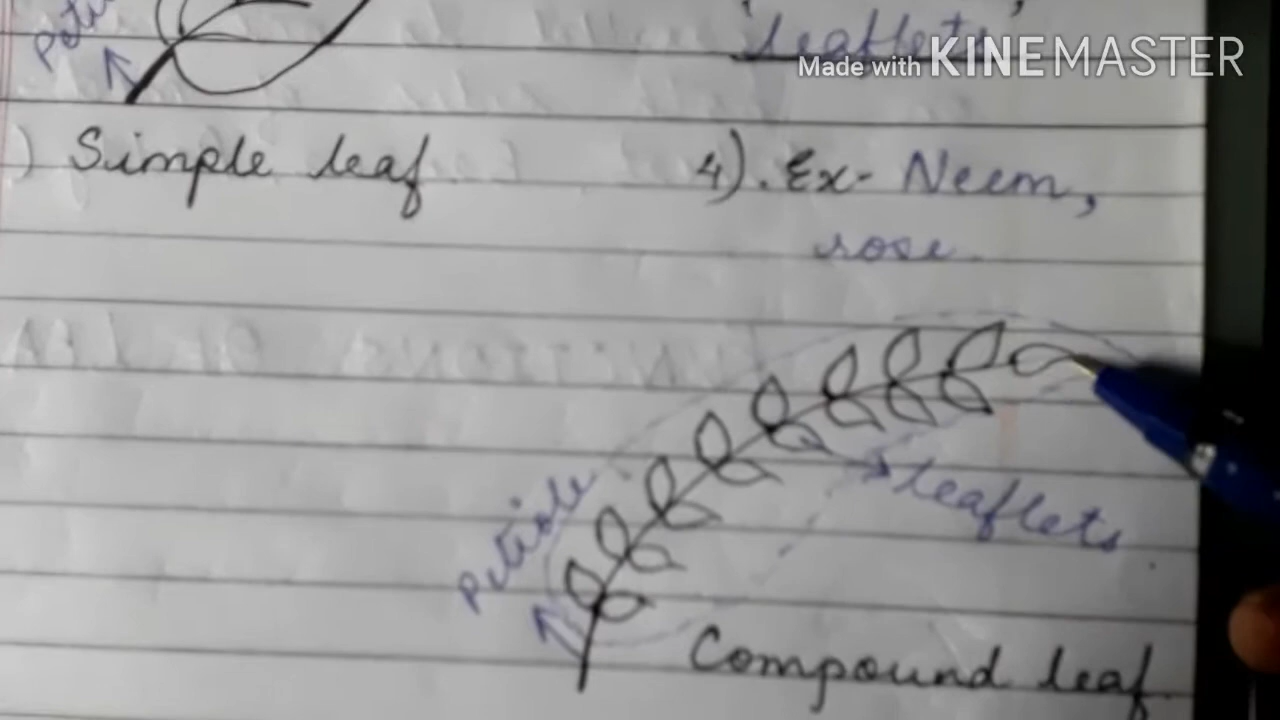 leaflets
Made with KINEMASTER
) Simple leaf
4). Ex- Neem,
rose.
Petiole
leaflets
Compound leaf